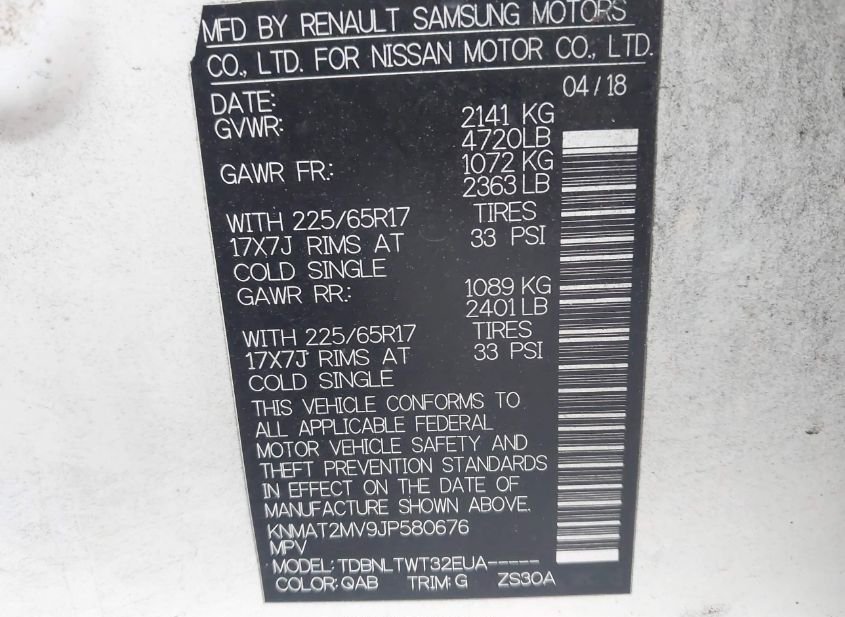 MFD BY RENAULT SAMSUNG MOTORS
CO., LTD. FOR NISSAN MOTOR CO., LTD.
DATE: 04/18
GVWR: 2141 KG
4720LB
GAWR FR: 1072 KG
2363 LB
WITH 225/65R17 TIRES
17X7J RIMS AT 33 PSI
COLD SINGLE
GAWR RR: 1089 KG
2401 LB
WITH 225/65R17 TIRES
17X7J RIMS AT 33 PSI
COLD SINGLE
THIS VEHICLE CONFORMS TO
ALL APPLICABLE FEDERAL
MOTOR VEHICLE SAFETY AND
THEFT PREVENTION STANDARDS
IN EFFECT ON THE DATE OF
MANUFACTURE SHOWN ABOVE.
KNMAT2MV9JP580676
MPV
MODEL: TDBNLTWT32EUA-----
COLOR: QAB TRIM: G ZS30A